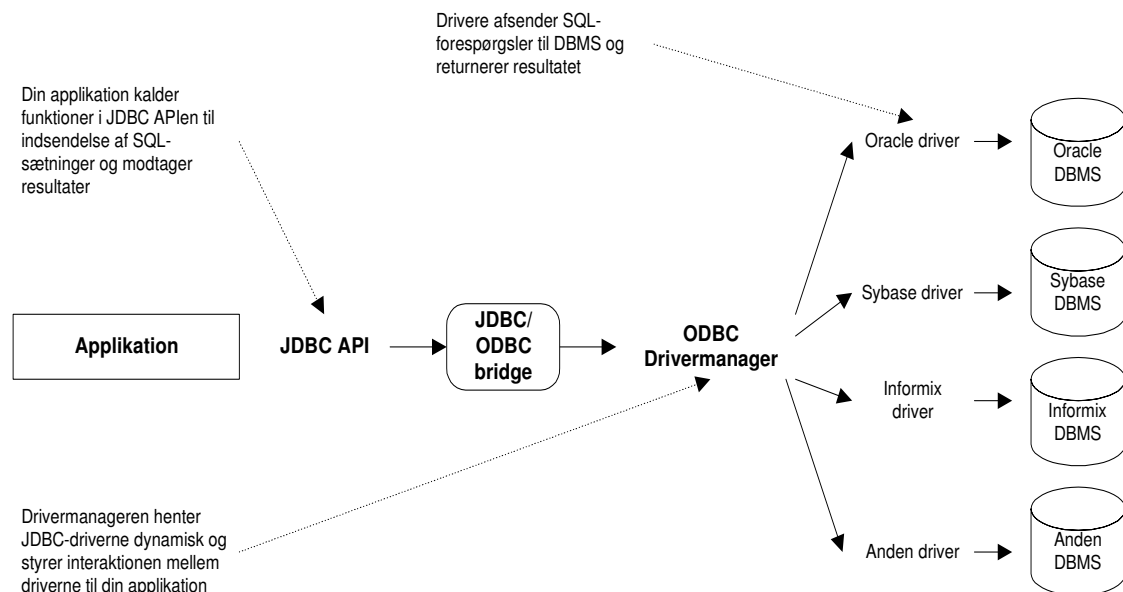 Drivere afsender SQL-
forespørgsler til DBMS og
returnerer resultatet
Din applikation kalder
funktioner i JDBC APIen til
indsendelse af SQL-
sætninger og modtager
resultater
Oracle driver
Oracle
DBMS
Sybase driver
Sybase
DBMS
Applikation
JDBC API
JDBC/
ODBC
bridge
ODBC
Drivermanager
Informix
driver
Informix
DBMS
Anden driver
Anden
DBMS
Drivermanageren henter
JDBC-driverne dynamisk og
styrer interaktionen mellem
driverne til din applikation